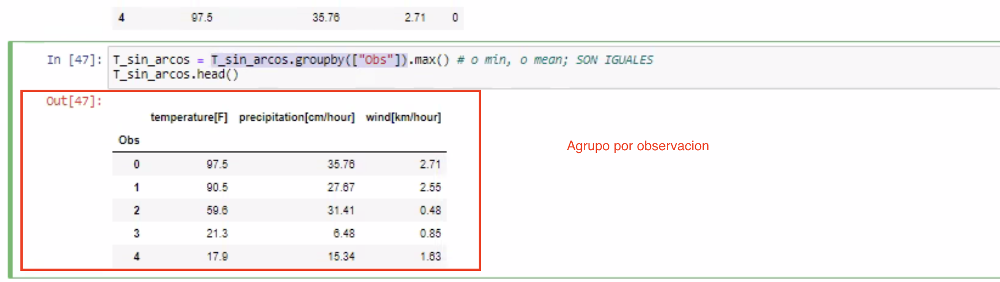 4 97.5 35.76 2.71 0
In [47]: T_sin_arcos = T_sin_arcos.groupby(["Obs"]).max() # o min, o mean; SON IGUALES
T_sin_arcos.head()
Out[47]:
temperature[F] precipitation[cm/hour] wind[km/hour]
Obs
0 97.5 35.76 2.71
1 90.5 27.67 2.55
2 59.6 31.41 0.48
3 21.3 6.48 0.85
4 17.9 15.34 1.63
Agrupo por observacion